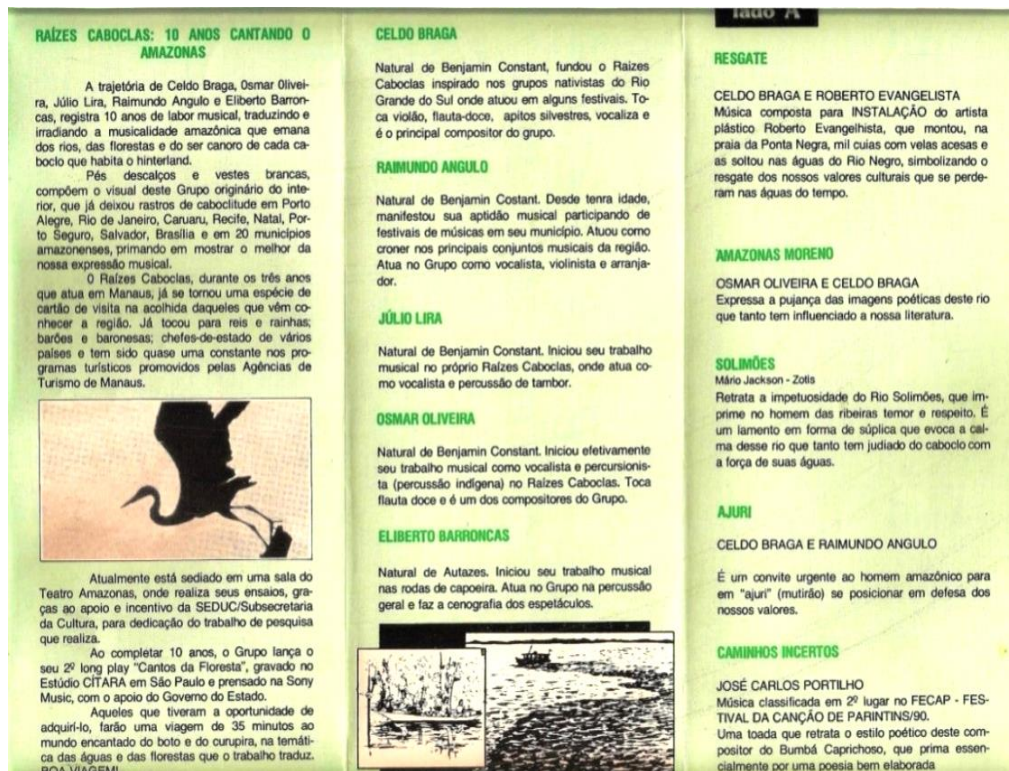 RAÍZES CABOCLAS: 10 ANOS CANTANDO O
AMAZONAS
A trajetória de Celdo Braga, Osmar Olivei-
ra, Júlio Lira, Raimundo Angulo e Eliberto Barron-
cas, registra 10 anos de labor musical, traduzindo e
irradiando a musicalidade amazônica que emana
dos rios, das florestas e do ser canoro de cada ca-
boclo que habita o hinterland.
Pés descalços e vestes brancas,
compõem o visual deste Grupo originário do inte-
rior, que já deixou rastros de caboclitude em Porto
Alegre, Rio de Janeiro, Caruaru, Recife, Natal, Por-
to Seguro, Salvador, Brasília e em 20 municípios
amazonenses, primando em mostrar o melhor da
nossa expressão musical.
O Raízes Caboclas, durante os três anos
que atua em Manaus, já se tornou uma espécie de
cartão de visita na acolhida daqueles que vêm co-
nhecer a região. Já tocou para reis e rainhas;
barões e baronesas; chefes-de-estado de vários
países e tem sido quase uma constante nos pro-
gramas turísticos promovidos pelas Agências de
Turismo de Manaus.
Atualmente está sediado em uma sala do
Teatro Amazonas, onde realiza seus ensaios, gra-
ças ao apoio e incentivo da SEDUC/Subsecretaria
da Cultura, para dedicação do trabalho de pesquisa
que realiza.
Ao completar 10 anos, o Grupo lança o
seu 2º long play "Cantos da Floresta", gravado no
Estúdio CÍTARA em São Paulo e prensado na Sony
Music, com o apoio do Governo do Estado.
Aqueles que tiveram a oportunidade de
adquirí-lo, farão uma viagem de 35 minutos ao
mundo encantado do boto e do curupira, na temáti-
ca das águas e das florestas que o trabalho traduz.
BOA VIAGEM!
CELDO BRAGA
Natural de Benjamin Constant, fundou o Raízes
Caboclas inspirado nos grupos nativistas do Rio
Grande do Sul onde atuou em alguns festivais. To-
ca violão, flauta-doce, apitos silvestres, vocaliza e
é o principal compositor do grupo.
RAIMUNDO ANGULO
Natural de Benjamin Costant. Desde tenra idade,
manifestou sua aptidão musical participando de
festivais de músicas em seu município. Atuou como
croner nos principais conjuntos musicais da região.
Atua no Grupo como vocalista, violinista e arranja-
dor.
JÚLIO LIRA
Natural de Benjamin Constant. Iniciou seu trabalho
musical no próprio Raízes Caboclas, onde atua co-
mo vocalista e percussão de tambor.
OSMAR OLIVEIRA
Natural de Benjamin Constant. Iniciou efetivamente
seu trabalho musical como vocalista e percursionis-
ta (percussão indígena) no Raízes Caboclas. Toca
flauta doce e é um dos compositores do Grupo.
ELIBERTO BARRONCAS
Natural de Autazes. Iniciou seu trabalho musical
nas rodas de capoeira. Atua no Grupo na percussão
geral e faz a cenografia dos espetáculos.
lado A
RESGATE
CELDO BRAGA E ROBERTO EVANGELISTA
Música composta para INSTALAÇÃO do artista
plástico Roberto Evangelhista, que montou, na
praia da Ponta Negra, mil cuias com velas acesas e
as soltou nas águas do Rio Negro, simbolizando o
resgate dos nossos valores culturais que se perde-
ram nas águas do tempo.
AMAZONAS MORENO
OSMAR OLIVEIRA E CELDO BRAGA
Expressa a pujança das imagens poéticas deste rio
que tanto tem influenciado a nossa literatura.
SOLIMÕES
Mário Jackson - Zotis
Retrata a impetuosidade do Rio Solimões, que im-
prime no homem das ribeiras temor e respeito. É
um lamento em forma de súplica que evoca a cal-
ma desse rio que tanto tem judiado do caboclo com
a força de suas águas.
AJURI
CELDO BRAGA E RAIMUNDO ANGULO
É um convite urgente ao homem amazônico para
em "ajuri" (mutirão) se posicionar em defesa dos
nossos valores.
CAMINHOS INCERTOS
JOSÉ CARLOS PORTILHO
Música classificada em 2º lugar no FECAP - FES-
TIVAL DA CANÇÃO DE PARINTINS/90.
Uma toada que retrata o estilo poético deste com-
positor do Bumbá Caprichoso, que prima essen-
cialmente por uma poesia bem elaborada